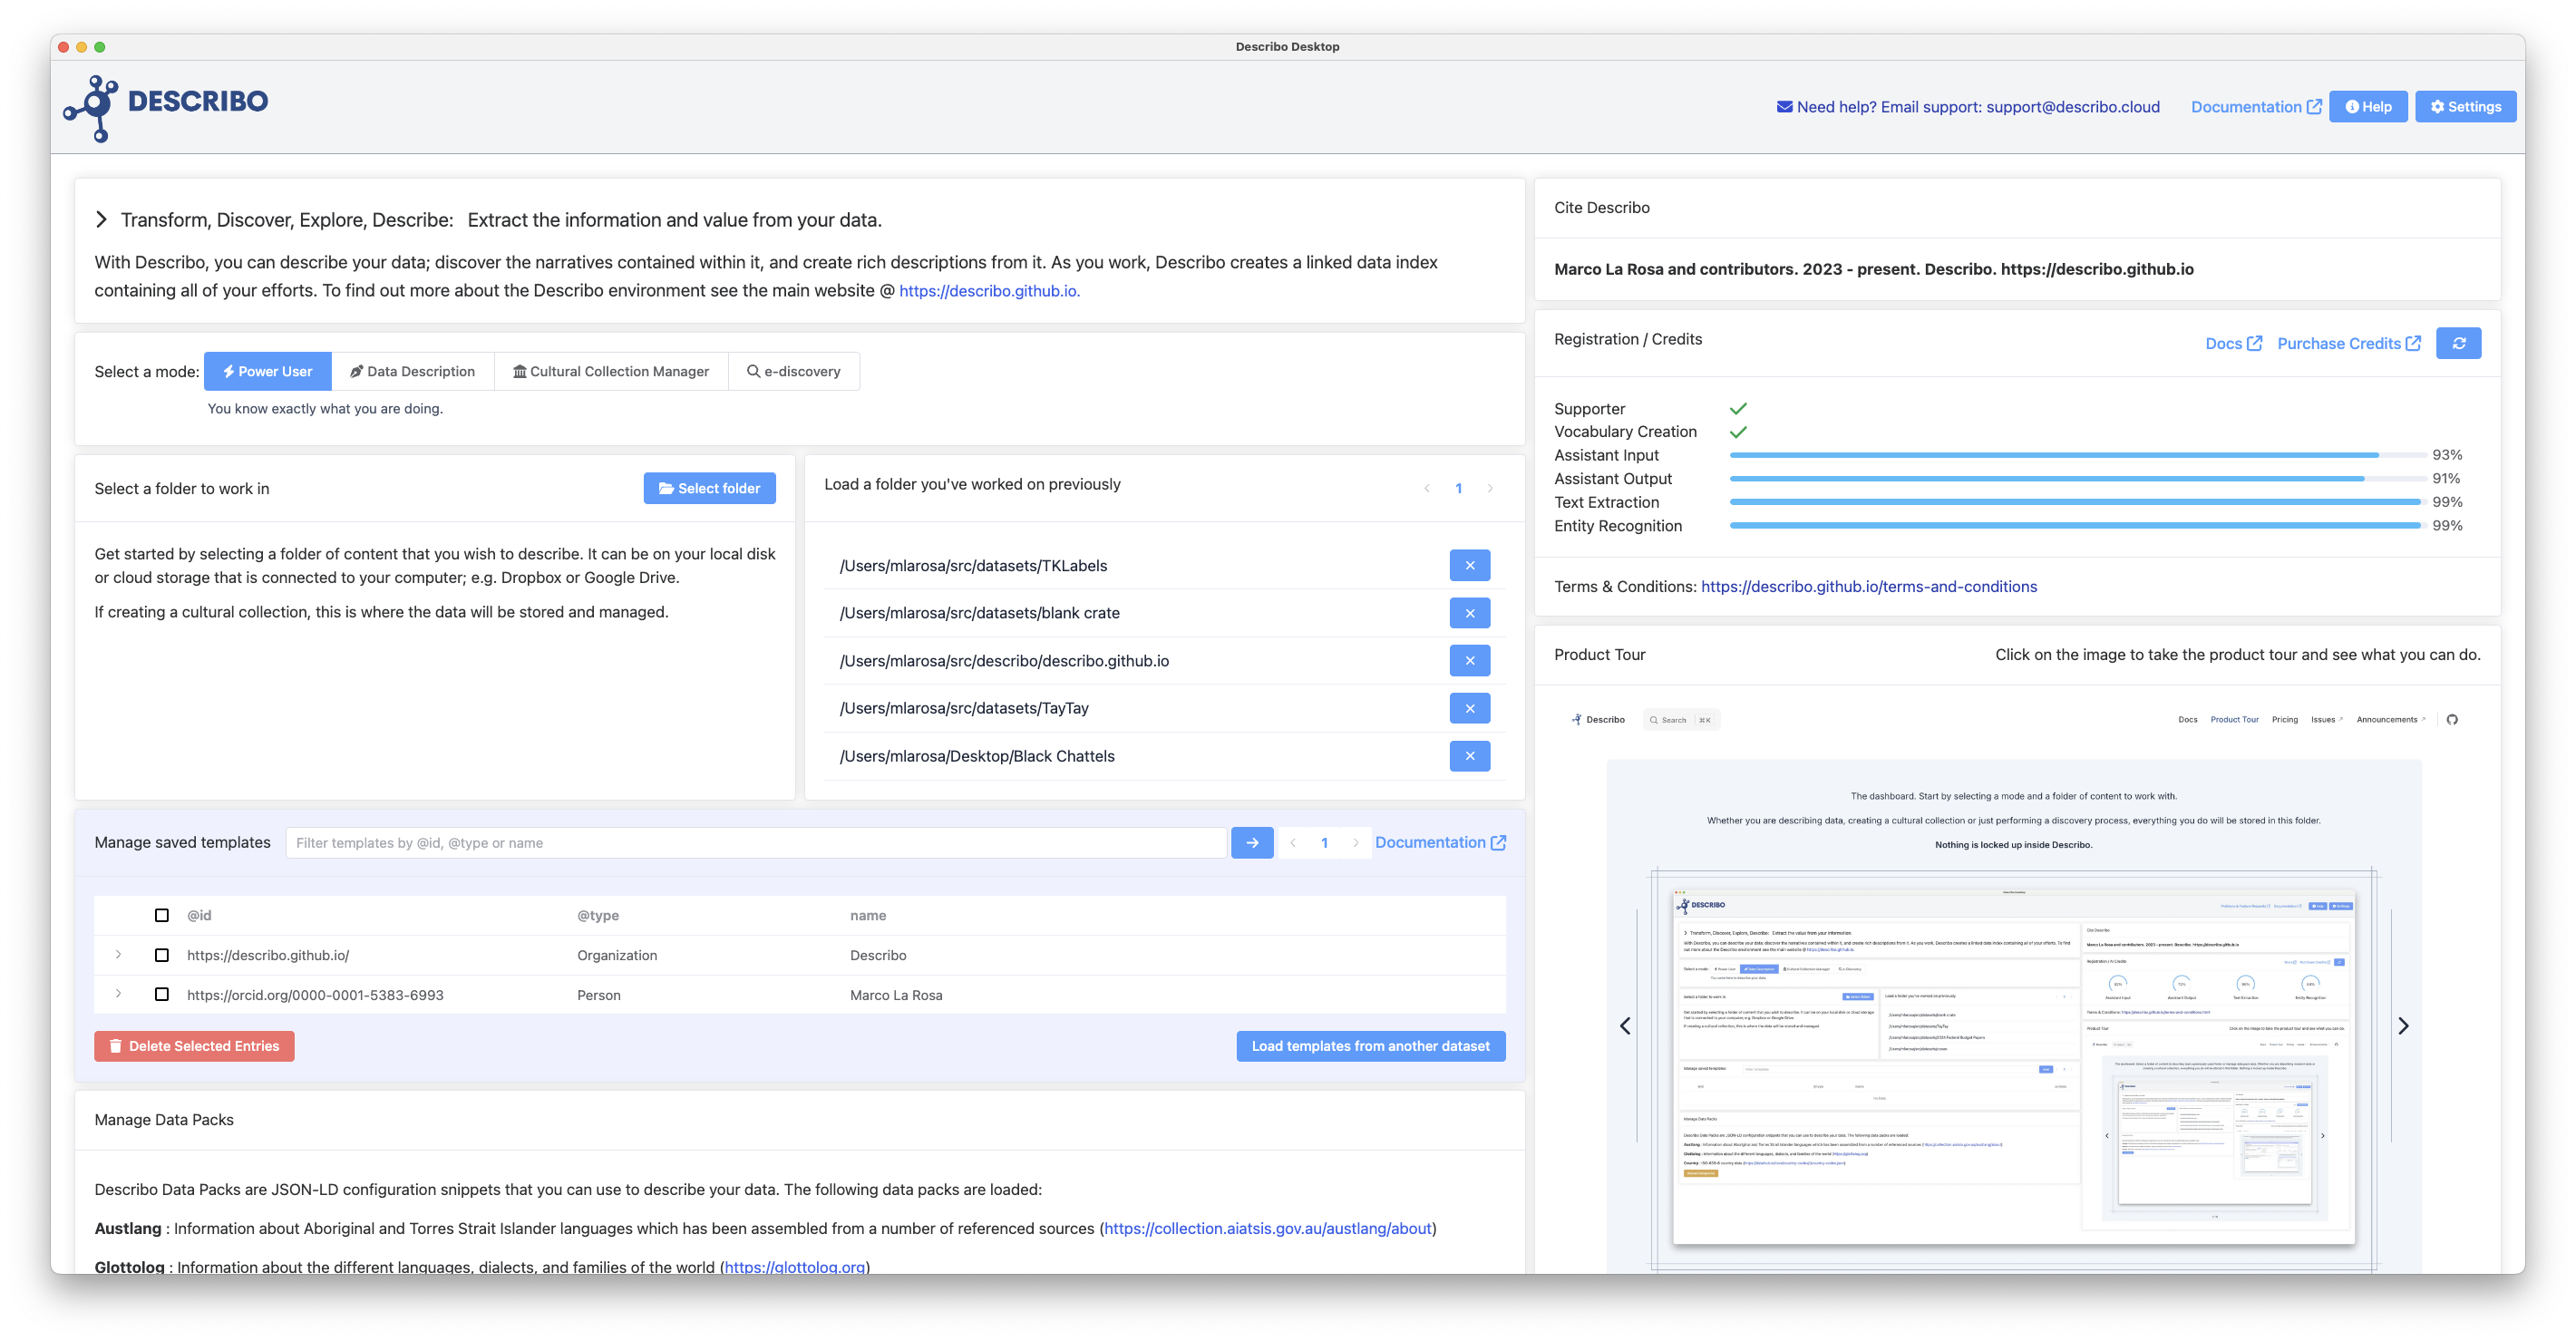 Describo Desktop
DESCRIBO
Need help? Email support: support@describo.cloud
Documentation
Help
Settings
Transform, Discover, Explore, Describe: Extract the information and value from your data.
With Describo, you can describe your data; discover the narratives contained within it, and create rich descriptions from it. As you work, Describo creates a linked data index
containing all of your efforts. To find out more about the Describo environment see the main website @ https://describo.github.io.
Select a mode:
Power User
Data Description
Cultural Collection Manager
e-discovery
You know exactly what you are doing.
Select a folder to work in
Select folder
Get started by selecting a folder of content that you wish to describe. It can be on your local disk
or cloud storage that is connected to your computer; e.g. Dropbox or Google Drive.
If creating a cultural collection, this is where the data will be stored and managed.
Load a folder you've worked on previously
1
/Users/mlarosa/src/datasets/TKLabels
/Users/mlarosa/src/datasets/blank crate
/Users/mlarosa/src/describo/describo.github.io
/Users/mlarosa/src/datasets/TayTay
/Users/mlarosa/Desktop/Black Chattels
Manage saved templates
Filter templates by @id, @type or name
1
Documentation
@id @type name
https://describo.github.io/ Organization Describo
https://orcid.org/0000-0001-5383-6993 Person Marco La Rosa
Delete Selected Entries
Load templates from another dataset
Manage Data Packs
Describo Data Packs are JSON-LD configuration snippets that you can use to describe your data. The following data packs are loaded:
Austlang : Information about Aboriginal and Torres Strait Islander languages which has been assembled from a number of referenced sources (https://collection.aiatsis.gov.au/austlang/about)
Glottolog : Information about the different languages, dialects, and families of the world (https://glottolog.org)
Cite Describo
Marco La Rosa and contributors. 2023 - present. Describo. https://describo.github.io
Registration / Credits
Docs
Purchase Credits
Supporter
Vocabulary Creation
Assistant Input 93%
Assistant Output 91%
Text Extraction 99%
Entity Recognition 99%
Terms & Conditions: https://describo.github.io/terms-and-conditions
Product Tour
Click on the image to take the product tour and see what you can do.
Describo
Search
⌘K
Docs
Product Tour
Pricing
Issues
Announcements
The dashboard. Start by selecting a mode and a folder of content to work with.
Whether you are describing data, creating a cultural collection or just performing a discovery process, everything you do will be stored in this folder.
Nothing is locked up inside Describo.
DESCRIBO